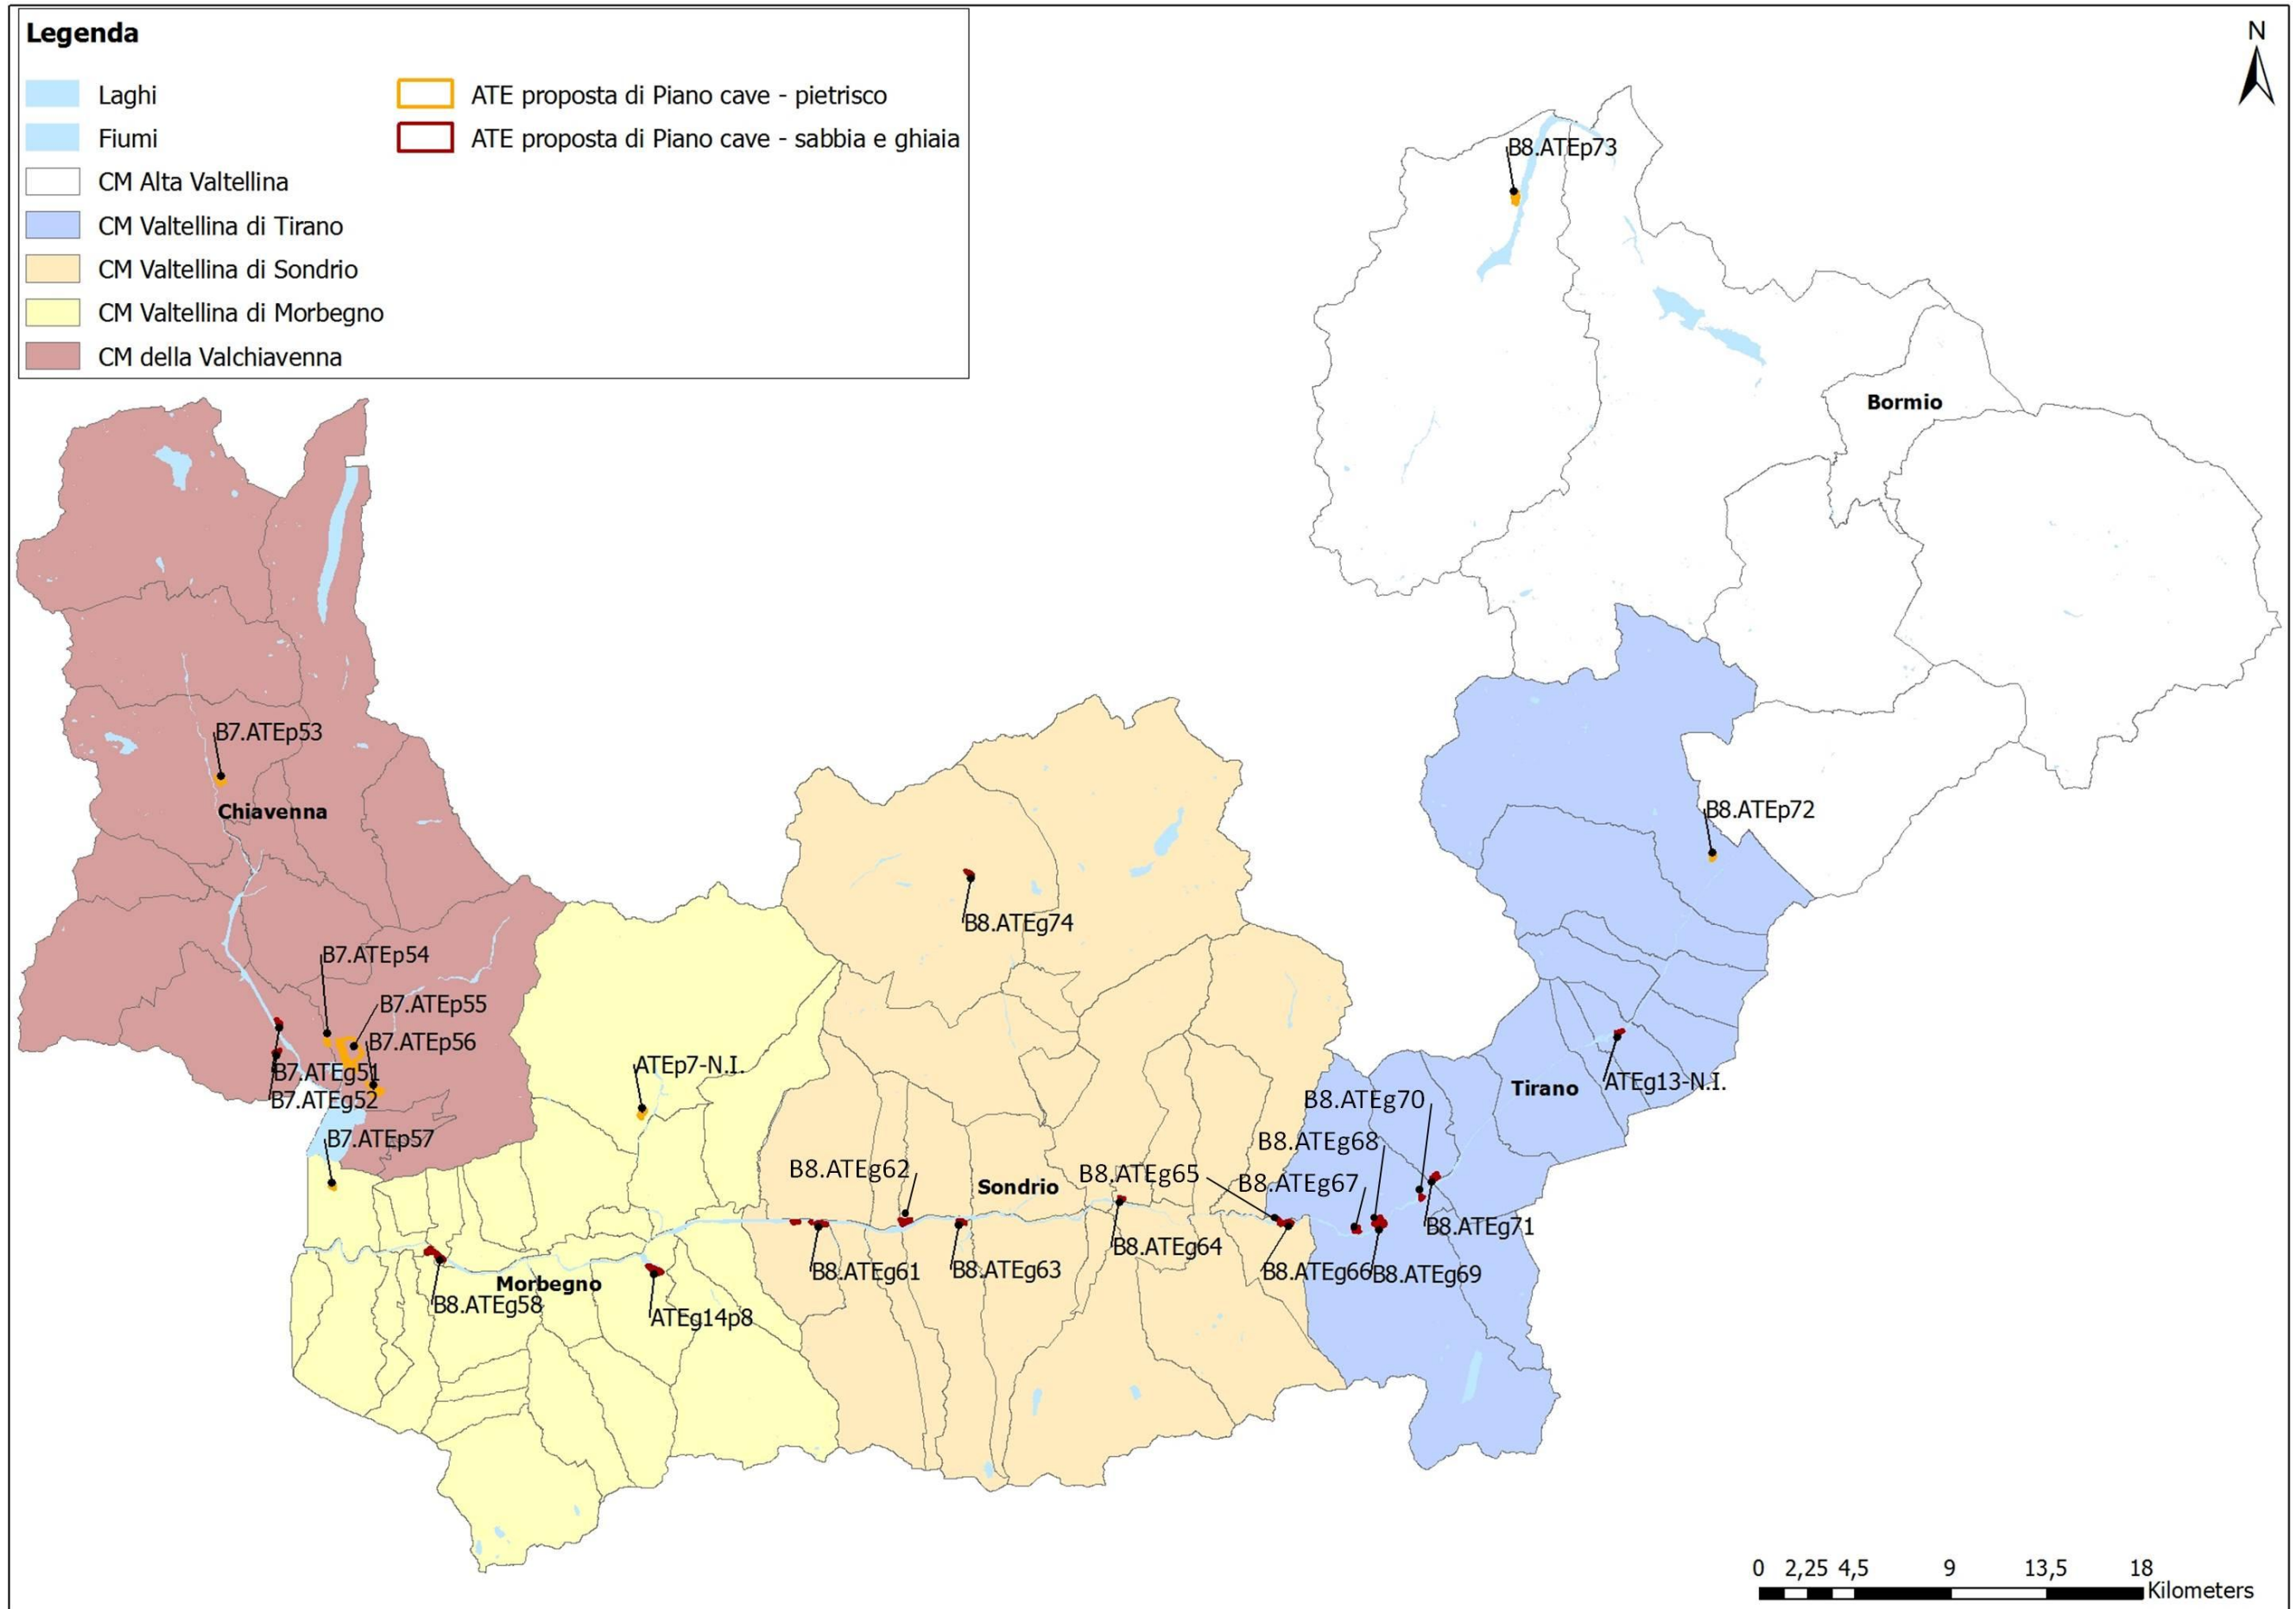 Legenda
Laghi
Fiumi
CM Alta Valtellina
CM Valtellina di Tirano
CM Valtellina di Sondrio
CM Valtellina di Morbegno
CM della Valchiavenna
ATE proposta di Piano cave - pietrisco
ATE proposta di Piano cave - sabbia e ghiaia
N
B8.ATEp73
Bormio
B7.ATEp53
Chiavenna
B8.ATEp72
B8.ATEg74
B7.ATEp54
B7.ATEp55
B7.ATEp56
B7.ATEg51
B7.ATEg52
B7.ATEp57
ATEp7-N.I.
Tirano
ATEg13-N.I.
B8.ATEg70
B8.ATEg68
B8.ATEg62
Sondrio
B8.ATEg65
B8.ATEg67
B8.ATEg71
B8.ATEg64
B8.ATEg61
B8.ATEg63
B8.ATEg66
B8.ATEg69
Morbegno
B8.ATEg58
ATEg14p8
0 2,25 4,5 9 13,5 18
Kilometers